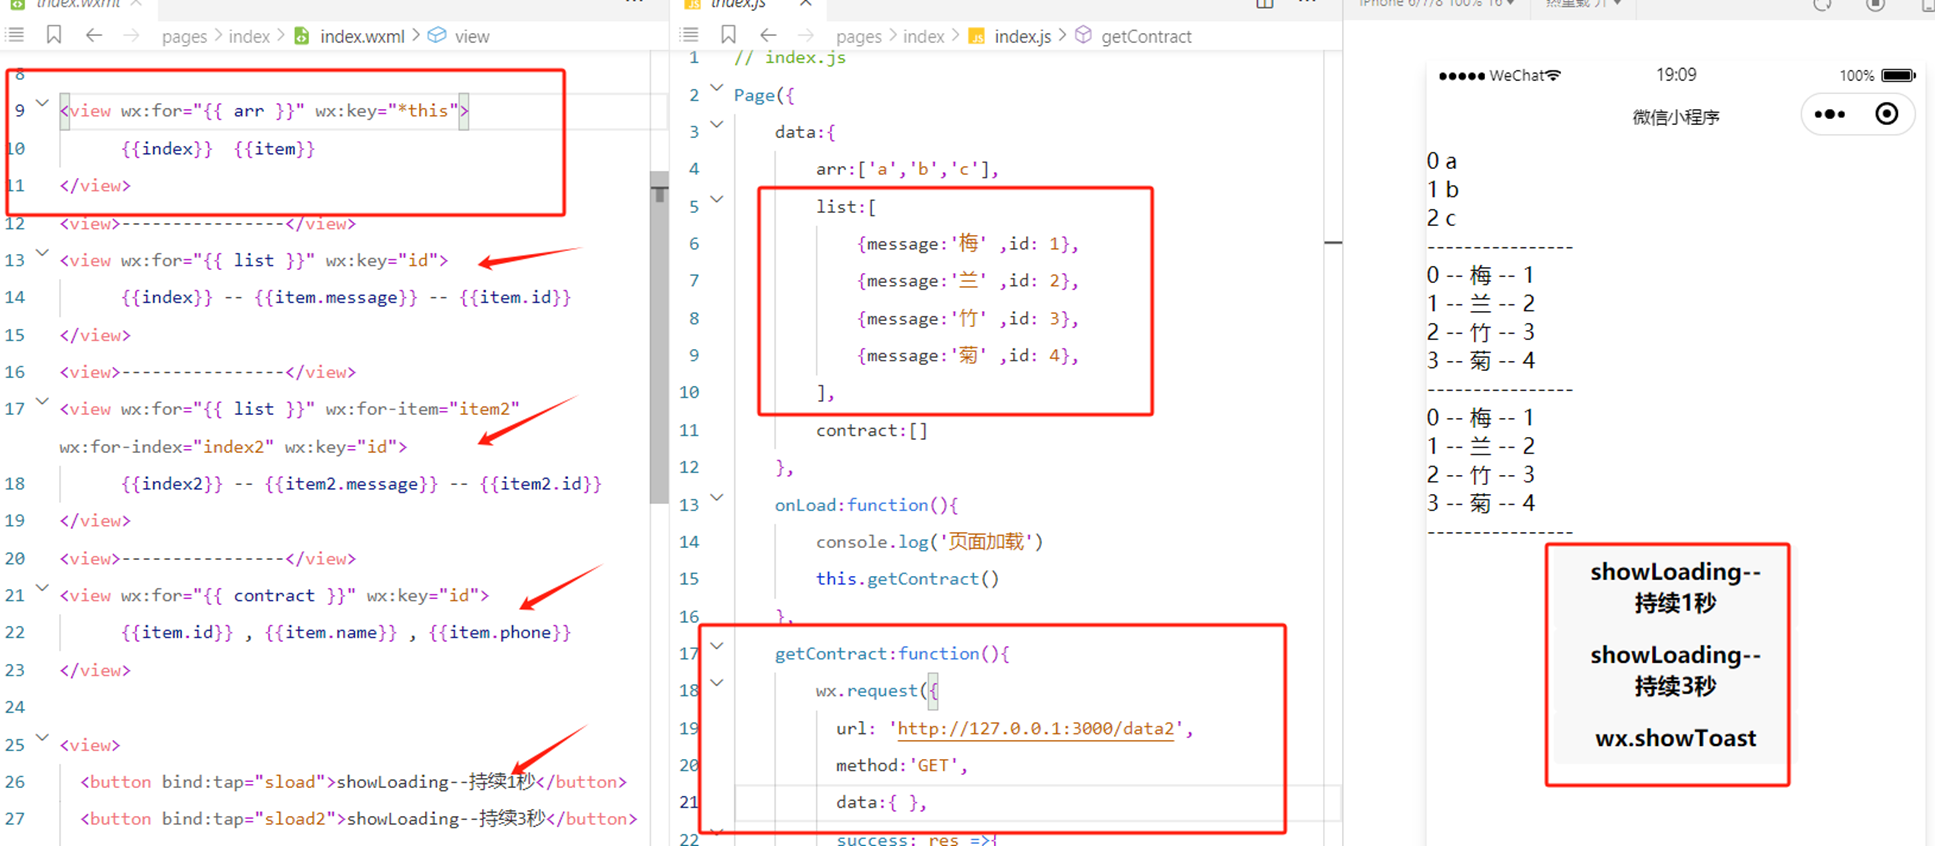 index.wxml
pages > index > index.wxml > view
8
9 <view wx:for="{{ arr }}" wx:key="*this">
10 {{index}} {{item}}
11 </view>
12 <view>----------------</view>
13 <view wx:for="{{ list }}" wx:key="id">
14 {{index}} -- {{item.message}} -- {{item.id}}
15 </view>
16 <view>----------------</view>
17 <view wx:for="{{ list }}" wx:for-item="item2"
wx:for-index="index2" wx:key="id">
18 {{index2}} -- {{item2.message}} -- {{item2.id}}
19 </view>
20 <view>----------------</view>
21 <view wx:for="{{ contract }}" wx:key="id">
22 {{item.id}} , {{item.name}} , {{item.phone}}
23 </view>
24
25 <view>
26 <button bind:tap="sload">showLoading--持续1秒</button>
27 <button bind:tap="sload2">showLoading--持续3秒</button>
index.js
pages > index > index.js > getContract
1 // index.js
2 Page({
3 data:{
4 arr:['a','b','c'],
5 list:[
6 {message:'梅' ,id: 1},
7 {message:'兰' ,id: 2},
8 {message:'竹' ,id: 3},
9 {message:'菊' ,id: 4},
10 ],
11 contract:[]
12 },
13 onLoad:function(){
14 console.log('页面加载')
15 this.getContract()
16 },
17 getContract:function(){
18 wx.request({
19 url: 'http://127.0.0.1:3000/data2',
20 method:'GET',
21 data:{ },
22 success: res =>{
iPhone 6/7/8 100% 16
热重载 开
WeChat 19:09 100%
微信小程序
0 a
1 b
2 c
----------------
0 -- 梅 -- 1
1 -- 兰 -- 2
2 -- 竹 -- 3
3 -- 菊 -- 4
----------------
0 -- 梅 -- 1
1 -- 兰 -- 2
2 -- 竹 -- 3
3 -- 菊 -- 4
----------------
showLoading--
持续1秒
showLoading--
持续3秒
wx.showToast